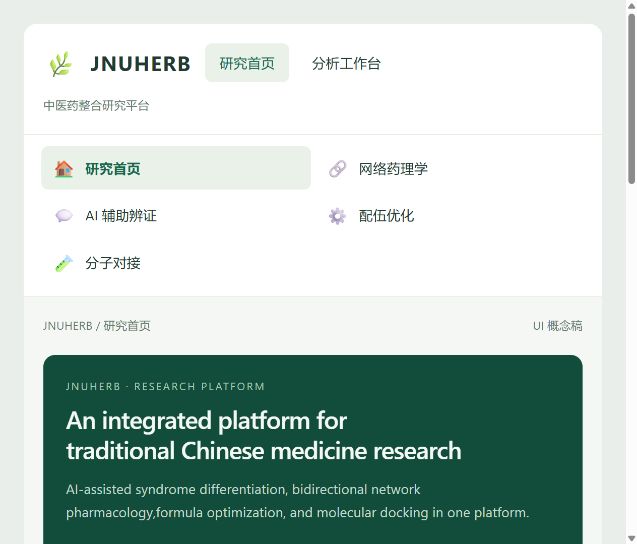 JNUHERB 研究首页 分析工作台
中医药整合研究平台
研究首页 网络药理学
AI 辅助辨证 配伍优化
分子对接
JNUHERB / 研究首页 UI 概念稿
JNUHERB · RESEARCH PLATFORM
An integrated platform for
traditional Chinese medicine research
AI-assisted syndrome differentiation, bidirectional network
pharmacology,formula optimization, and molecular docking in one platform.